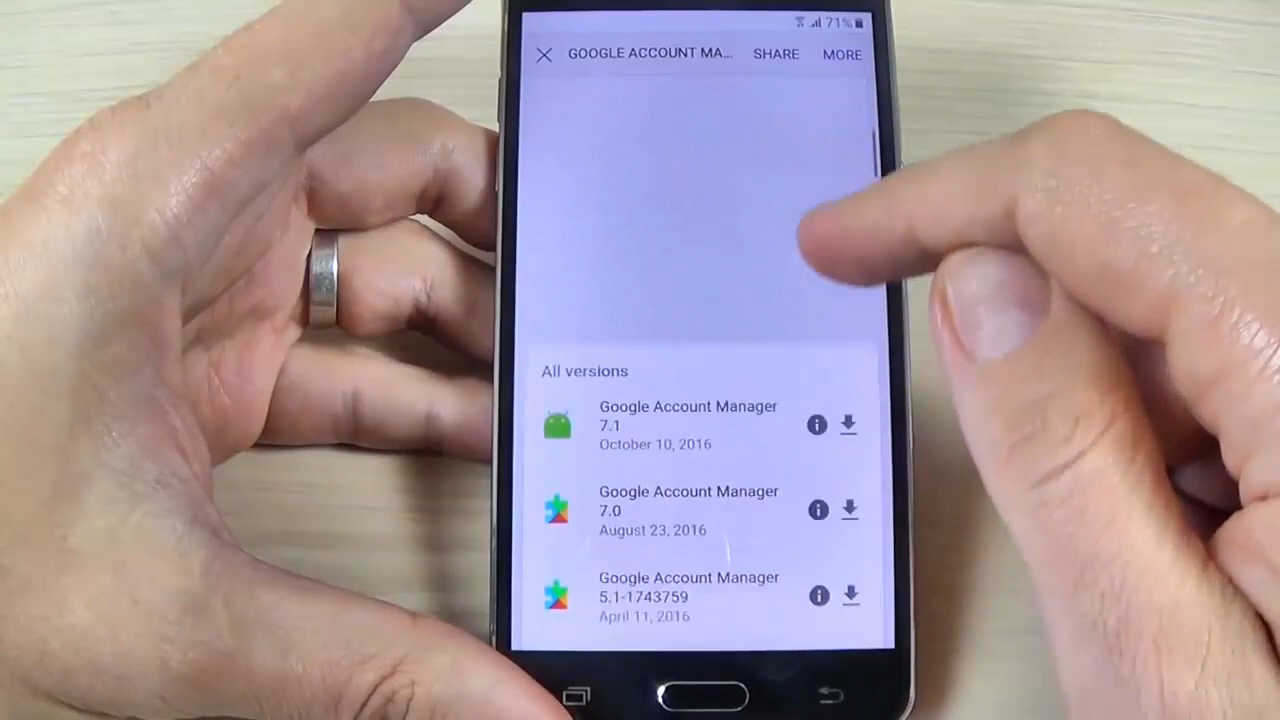 71%
GOOGLE ACCOUNT MA... SHARE MORE
All versions
Google Account Manager
7.1
October 10, 2016
Google Account Manager
7.0
August 23, 2016
Google Account Manager
5.1-1743759
April 11, 2016